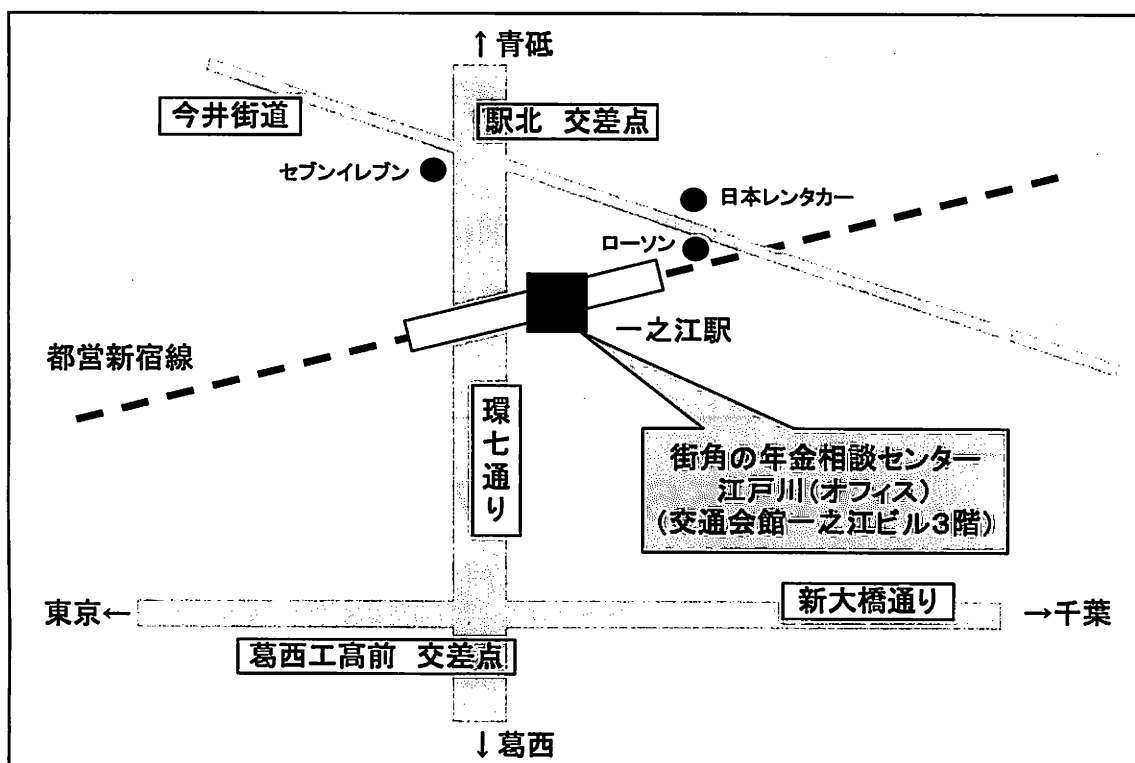 ↑青砥
今井街道
駅北 交差点
セブンイレブン
日本レンタカー
ローソン
一之江駅
都営新宿線
環七通り
街角の年金相談センター
江戸川(オフィス)
(交通会館一之江ビル3階)
東京←
新大橋通り
→千葉
葛西工高前 交差点
↓葛西